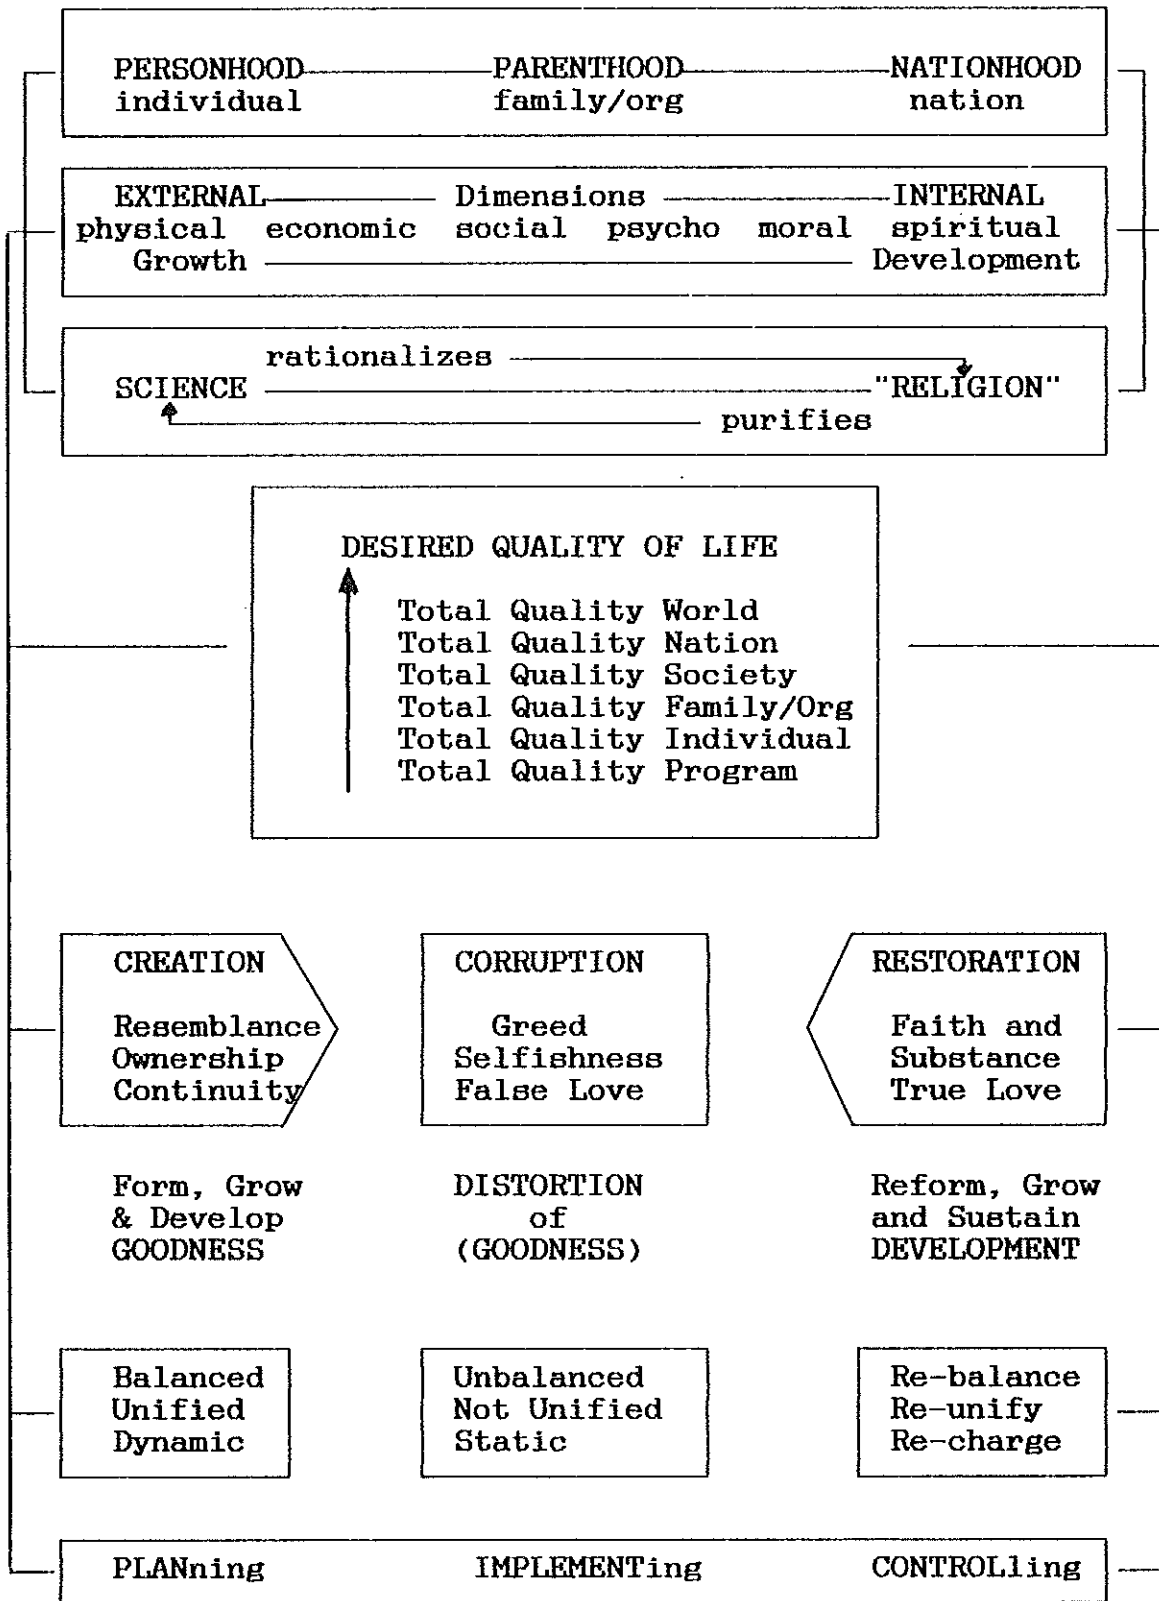 PERSONHOOD PARENTHOOD NATIONHOOD
individual family/org nation
EXTERNAL Dimensions INTERNAL
physical economic social psycho moral spiritual
Growth Development
rationalizes
SCIENCE "RELIGION"
purifies
DESIRED QUALITY OF LIFE
Total Quality World
Total Quality Nation
Total Quality Society
Total Quality Family/Org
Total Quality Individual
Total Quality Program
CREATION
Resemblance
Ownership
Continuity
CORRUPTION
Greed
Selfishness
False Love
RESTORATION
Faith and
Substance
True Love
Form, Grow
& Develop
GOODNESS
DISTORTION
of
(GOODNESS)
Reform, Grow
and Sustain
DEVELOPMENT
Balanced
Unified
Dynamic
Unbalanced
Not Unified
Static
Re-balance
Re-unify
Re-charge
PLANning IMPLEMENTing CONTROLling